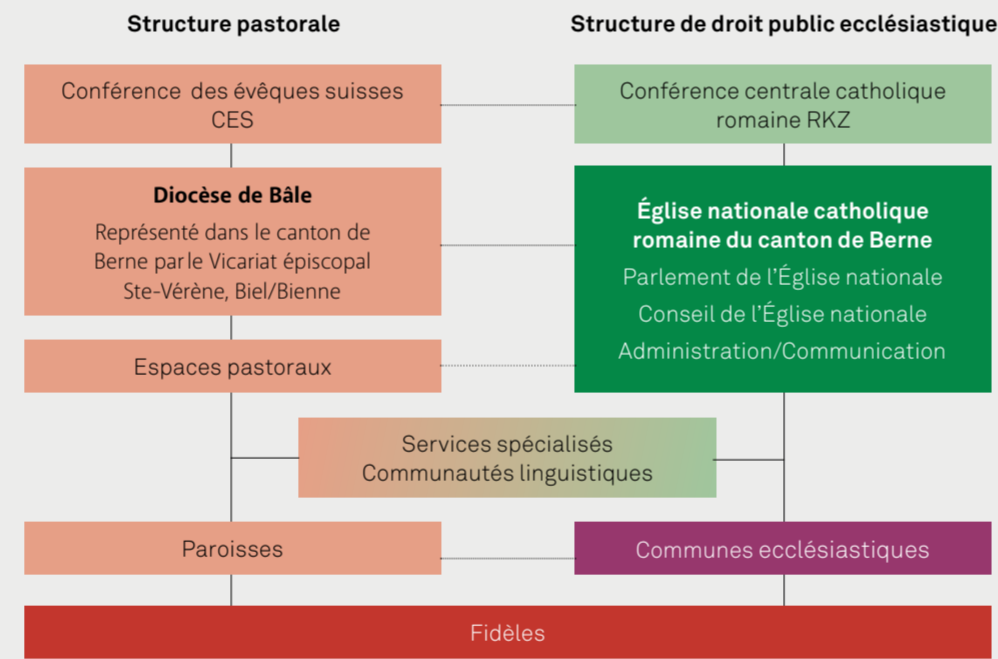 Structure pastorale
Structure de droit public ecclésiastique
Conférence des évêques suisses
CES
Conférence centrale catholique
romaine RKZ
Diocèse de Bâle
Représenté dans le canton de
Berne par le Vicariat épiscopal
Ste-Vérène, Biel/Bienne
Église nationale catholique
romaine du canton de Berne
Parlement de l'Église nationale
Conseil de l'Église nationale
Administration/Communication
Espaces pastoraux
Services spécialisés
Communautés linguistiques
Paroisses
Communes ecclésiastiques
Fidèles